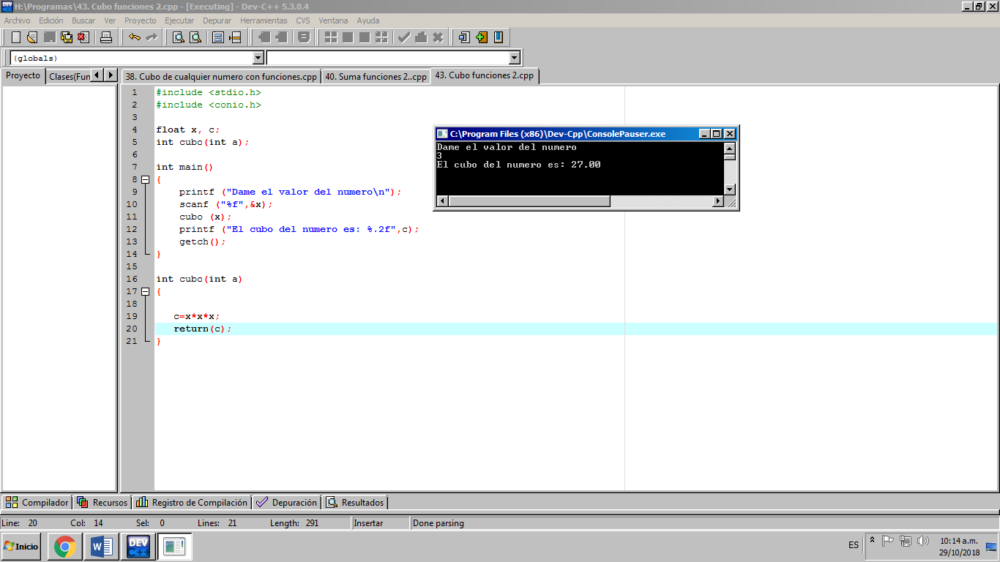 H:\Programas\43. Cubo funciones 2.cpp - [Executing] - Dev-C++ 5.3.0.4
Archivo Edición Buscar Ver Proyecto Ejecutar Depurar Herramientas CVS Ventana Ayuda
(globals)
Proyecto Clases(Fun 38. Cubo de cualquier numero con funciones.cpp 40. Suma funciones 2..cpp 43. Cubo funciones 2.cpp
1 #include <stdio.h>
2 #include <conio.h>
3
4 float x, c;
5 int cubo(int a);
6
7 int main()
8 {
9 printf ("Dame el valor del numero\n");
10 scanf ("%f",&x);
11 cubo (x);
12 printf ("El cubo del numero es: %.2f",c);
13 getch();
14 }
15
16 int cubo(int a)
17 {
18
19 c=x*x*x;
20 return(c);
21 }
C:\Program Files (x86)\Dev-Cpp\ConsolePauser.exe
Dame el valor del numero
3
El cubo del numero es: 27.00
Compilador Recursos Registro de Compilación Depuración Resultados
Line: 20 Col: 14 Sel: 0 Lines: 21 Length: 291 Insertar Done parsing
Inicio W DEV C++ ES 10:14 a.m.
29/10/2018